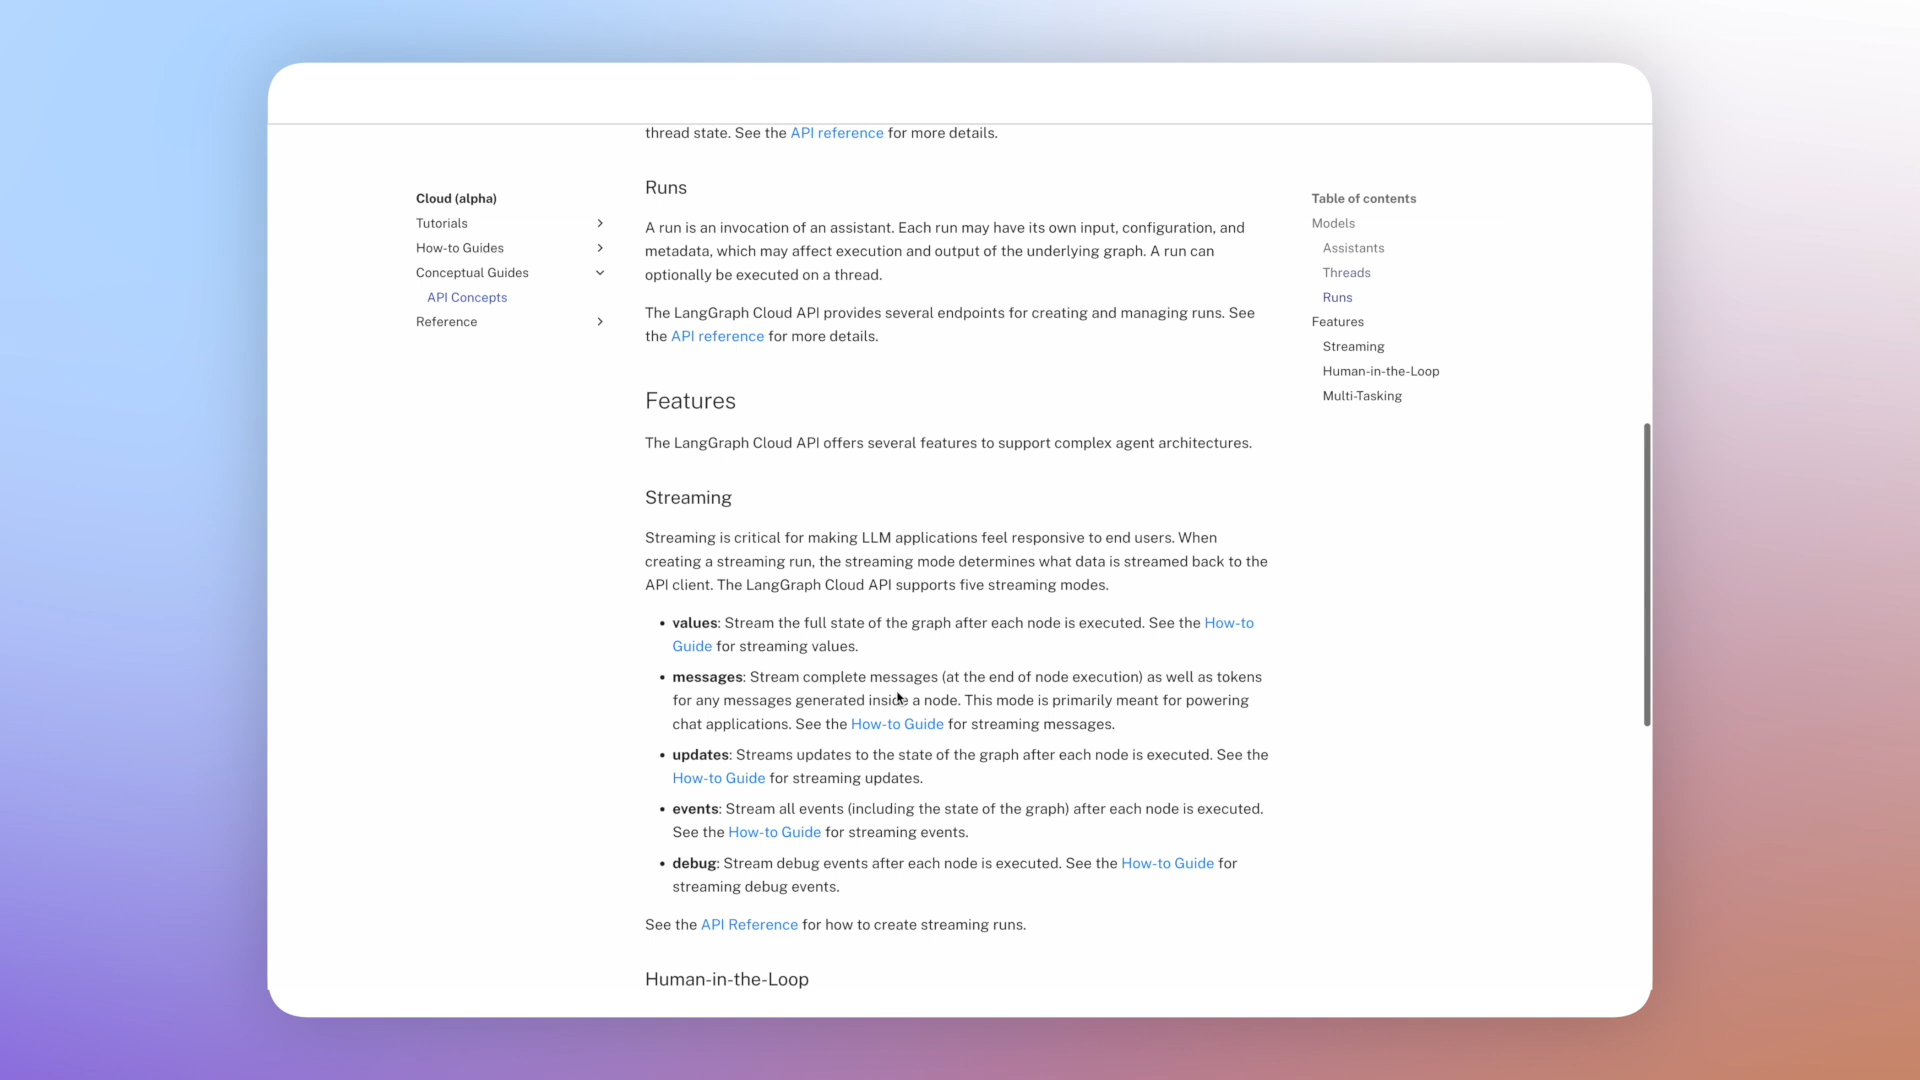 thread state. See the API reference for more details.
Cloud (alpha)
Tutorials
How-to Guides
Conceptual Guides
API Concepts
Reference
Runs
A run is an invocation of an assistant. Each run may have its own input, configuration, and
metadata, which may affect execution and output of the underlying graph. A run can
optionally be executed on a thread.
The LangGraph Cloud API provides several endpoints for creating and managing runs. See
the API reference for more details.
Features
The LangGraph Cloud API offers several features to support complex agent architectures.
Streaming
Streaming is critical for making LLM applications feel responsive to end users. When
creating a streaming run, the streaming mode determines what data is streamed back to the
API client. The LangGraph Cloud API supports five streaming modes.
• values: Stream the full state of the graph after each node is executed. See the How-to
Guide for streaming values.
• messages: Stream complete messages (at the end of node execution) as well as tokens
for any messages generated inside a node. This mode is primarily meant for powering
chat applications. See the How-to Guide for streaming messages.
• updates: Streams updates to the state of the graph after each node is executed. See the
How-to Guide for streaming updates.
• events: Stream all events (including the state of the graph) after each node is executed.
See the How-to Guide for streaming events.
• debug: Stream debug events after each node is executed. See the How-to Guide for
streaming debug events.
See the API Reference for how to create streaming runs.
Human-in-the-Loop
Table of contents
Models
Assistants
Threads
Runs
Features
Streaming
Human-in-the-Loop
Multi-Tasking